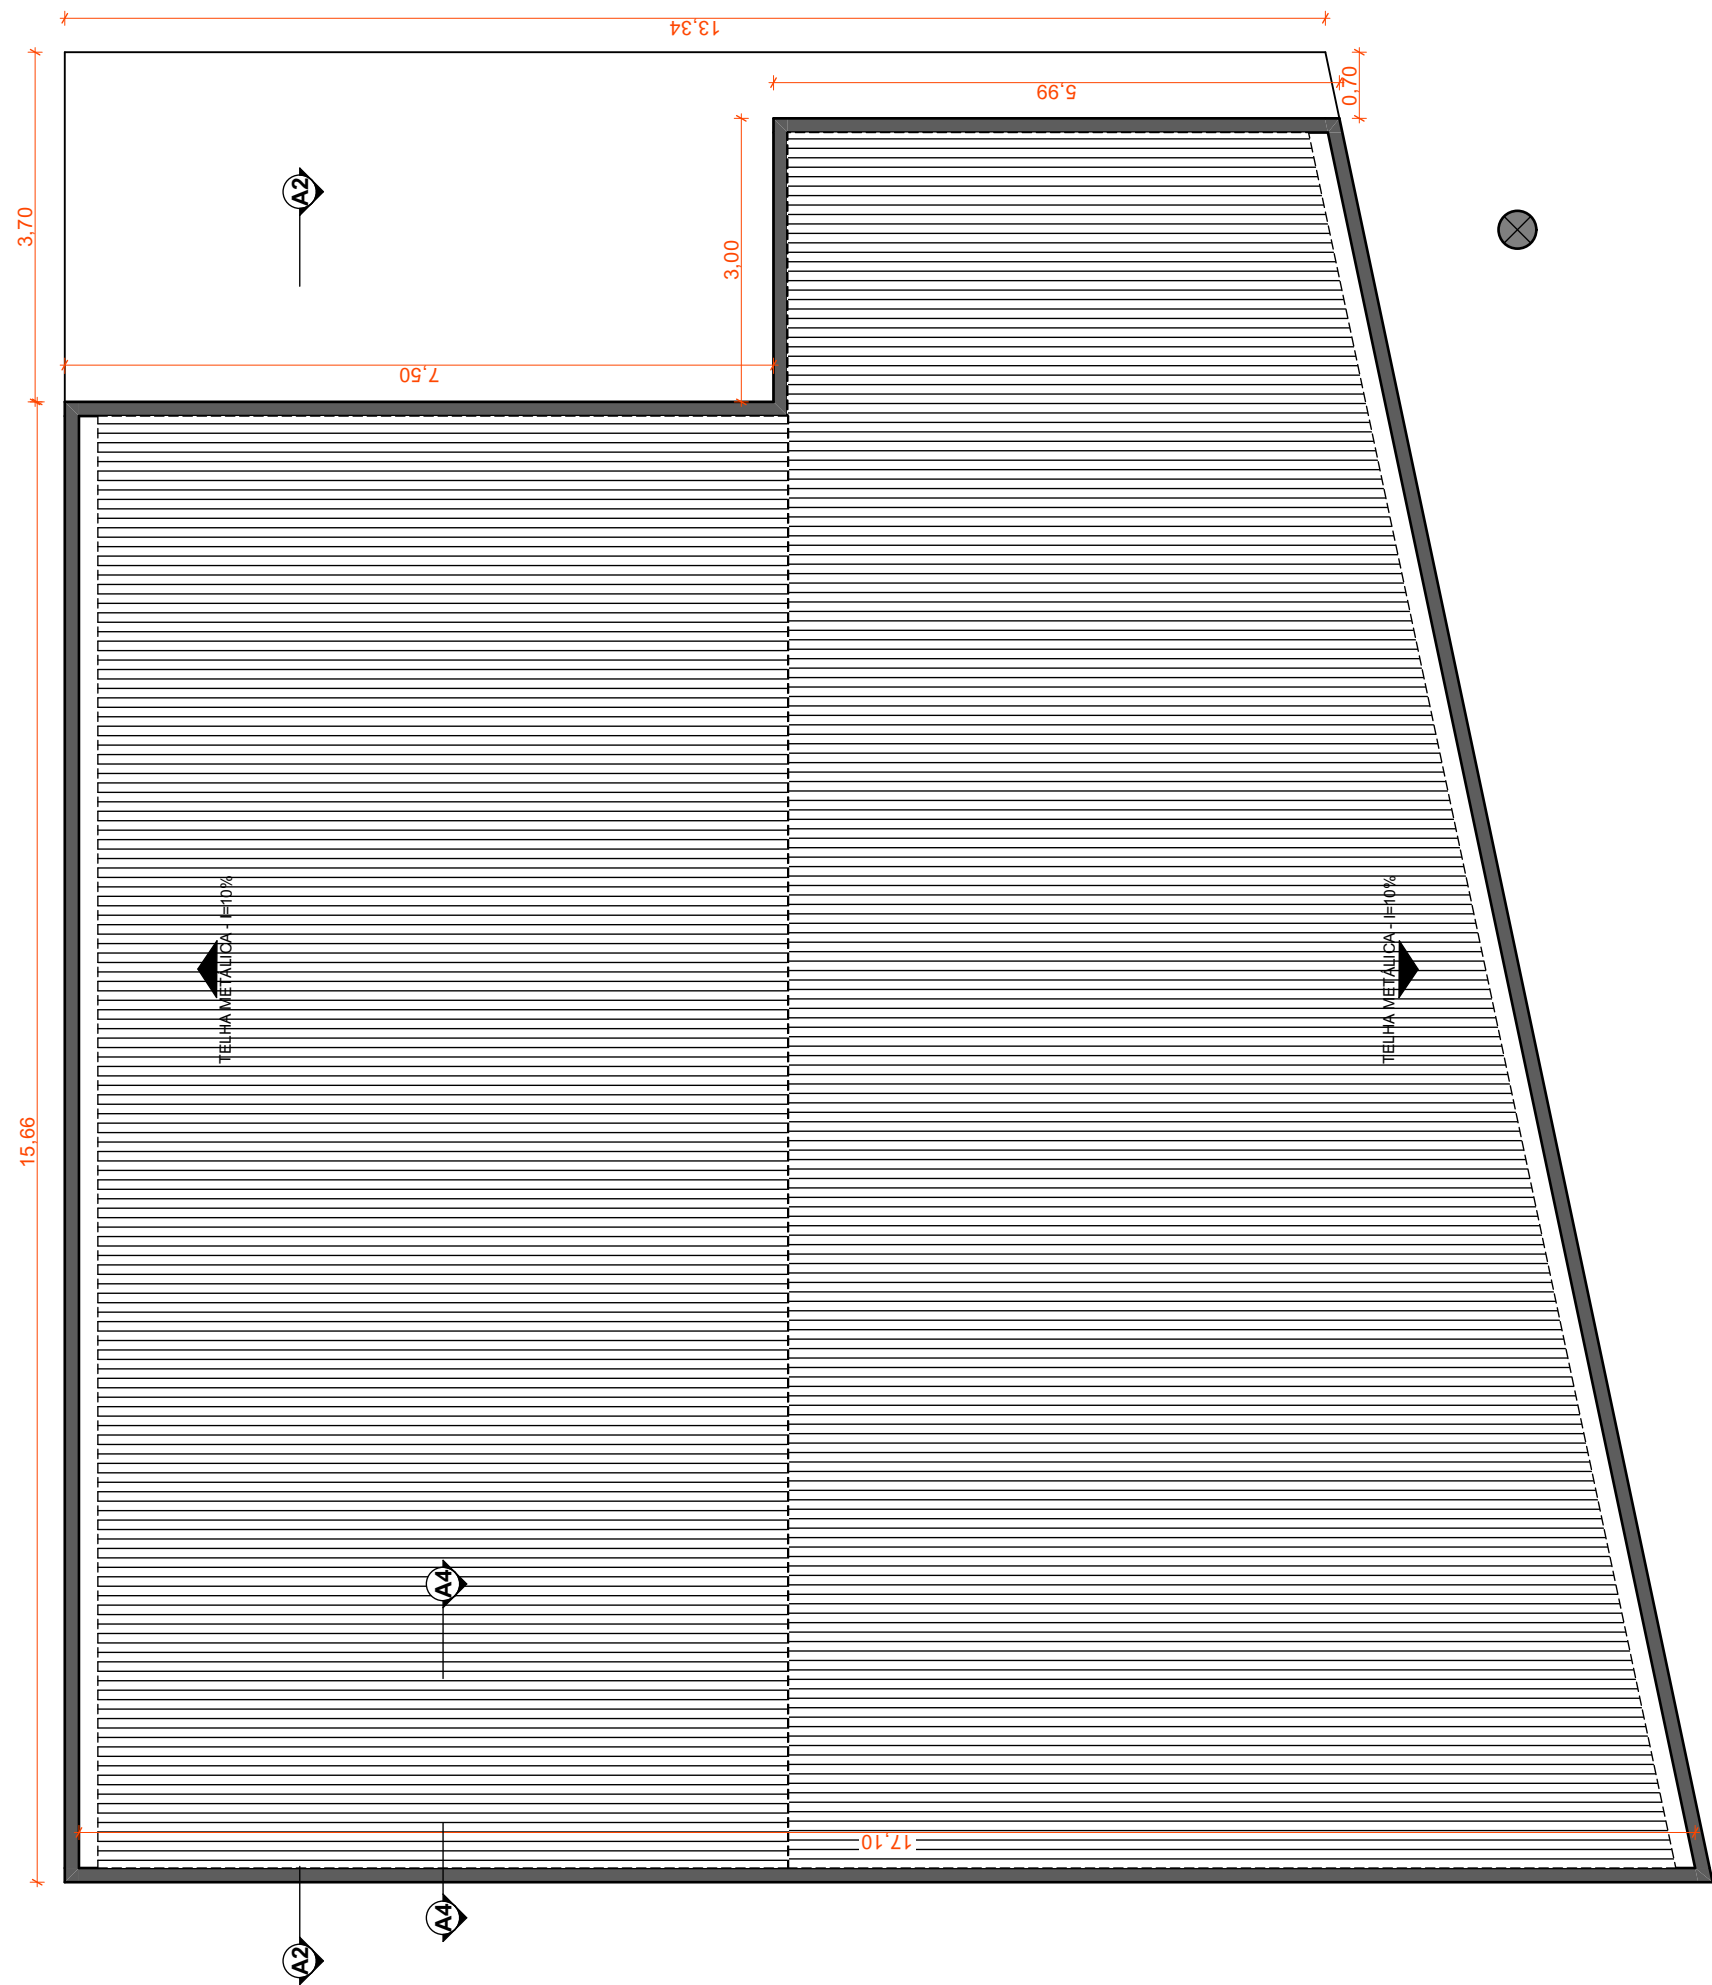 13,34
0,70
5,99
A2
3,70
3,00
7,50
TELHA METÁLICA - I=10%
TELHA METÁLICA - I=10%
15,66
A4
17,10
A4
A2